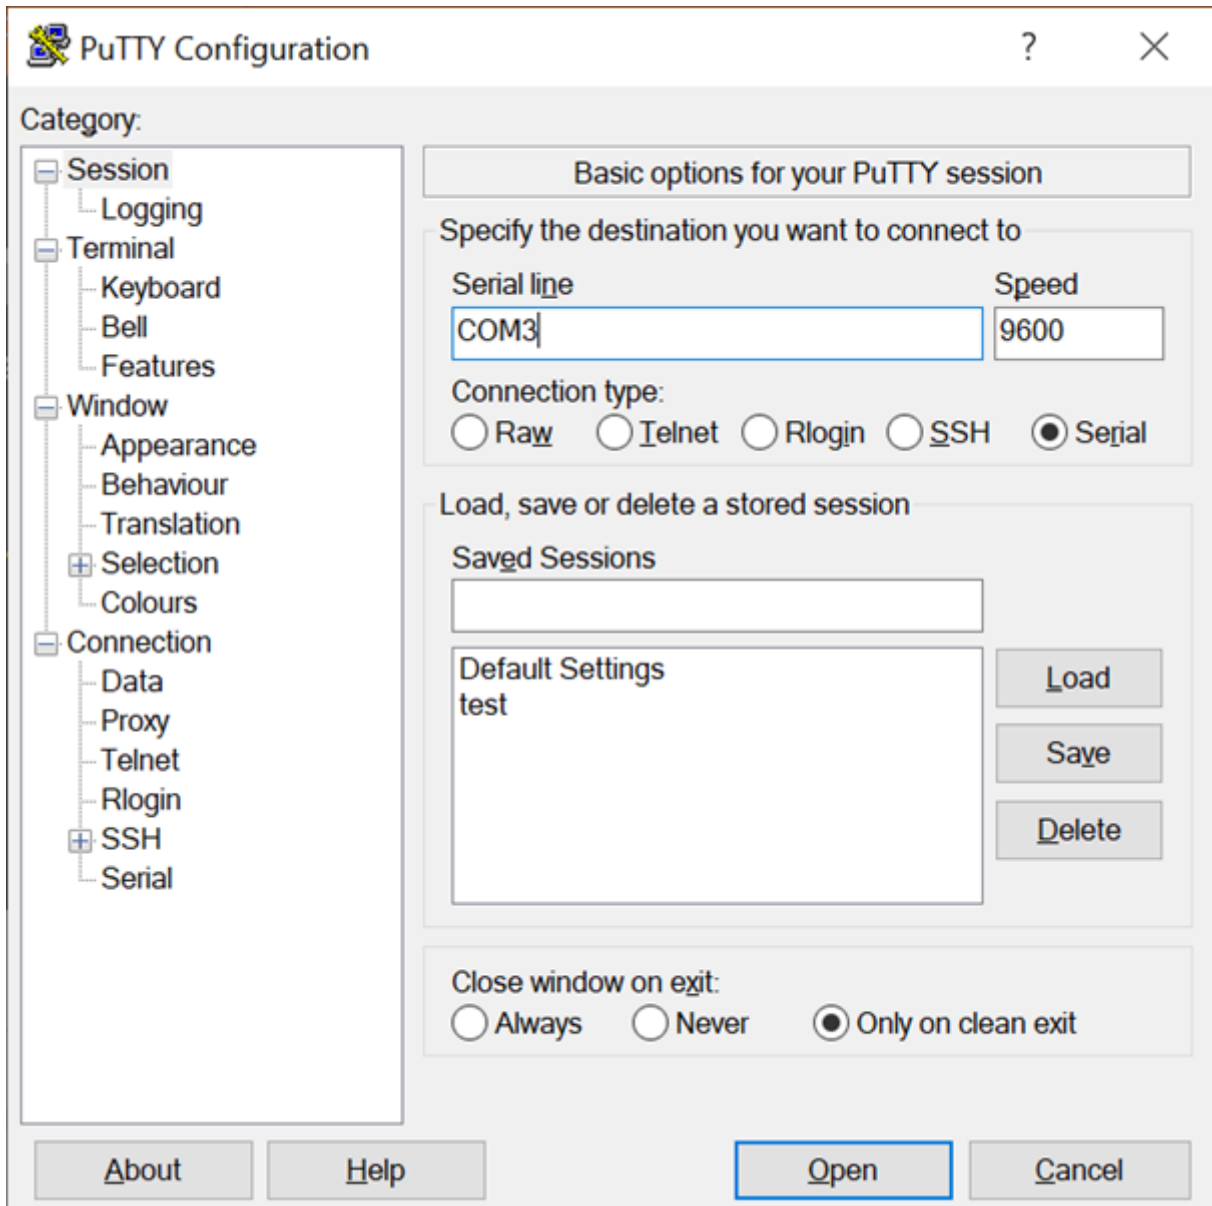 PuTTY Configuration ?
Category:
Session
Logging
Terminal
Keyboard
Bell
Features
Window
Appearance
Behaviour
Translation
Selection
Colours
Connection
Data
Proxy
Telnet
Rlogin
SSH
Serial
Basic options for your PuTTY session
Specify the destination you want to connect to
Serial line Speed
COM3 9600
Connection type:
Raw Telnet Rlogin SSH Serial
Load, save or delete a stored session
Saved Sessions
Default Settings
test
Load
Save
Delete
Close window on exit:
Always Never Only on clean exit
About Help Open Cancel